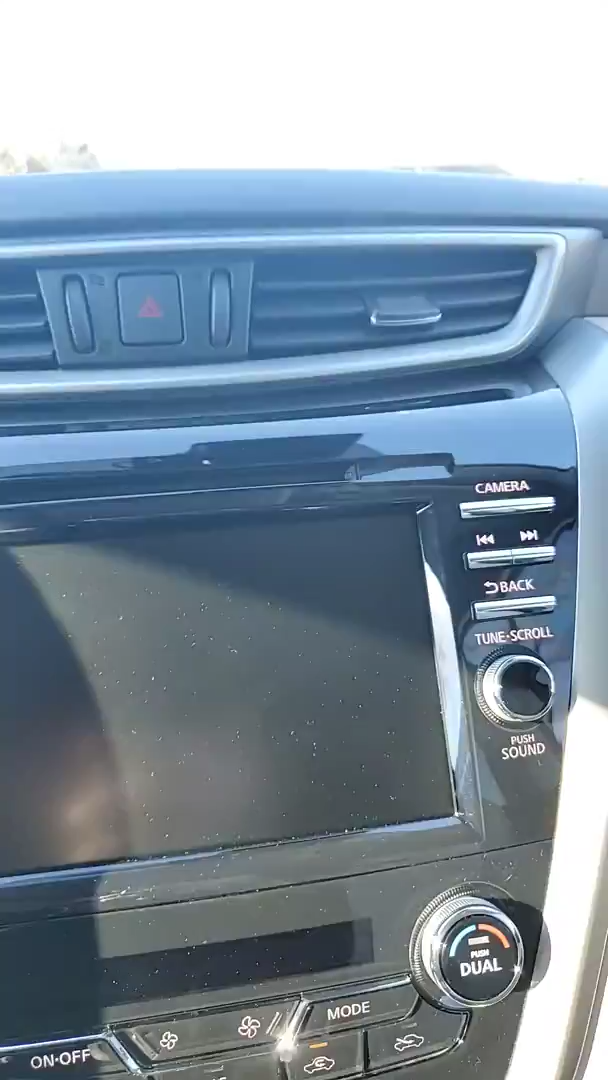 CAMERA
BACK
TUNE·SCROLL
PUSH
SOUND
PUSH
DUAL
MODE
ON·OFF